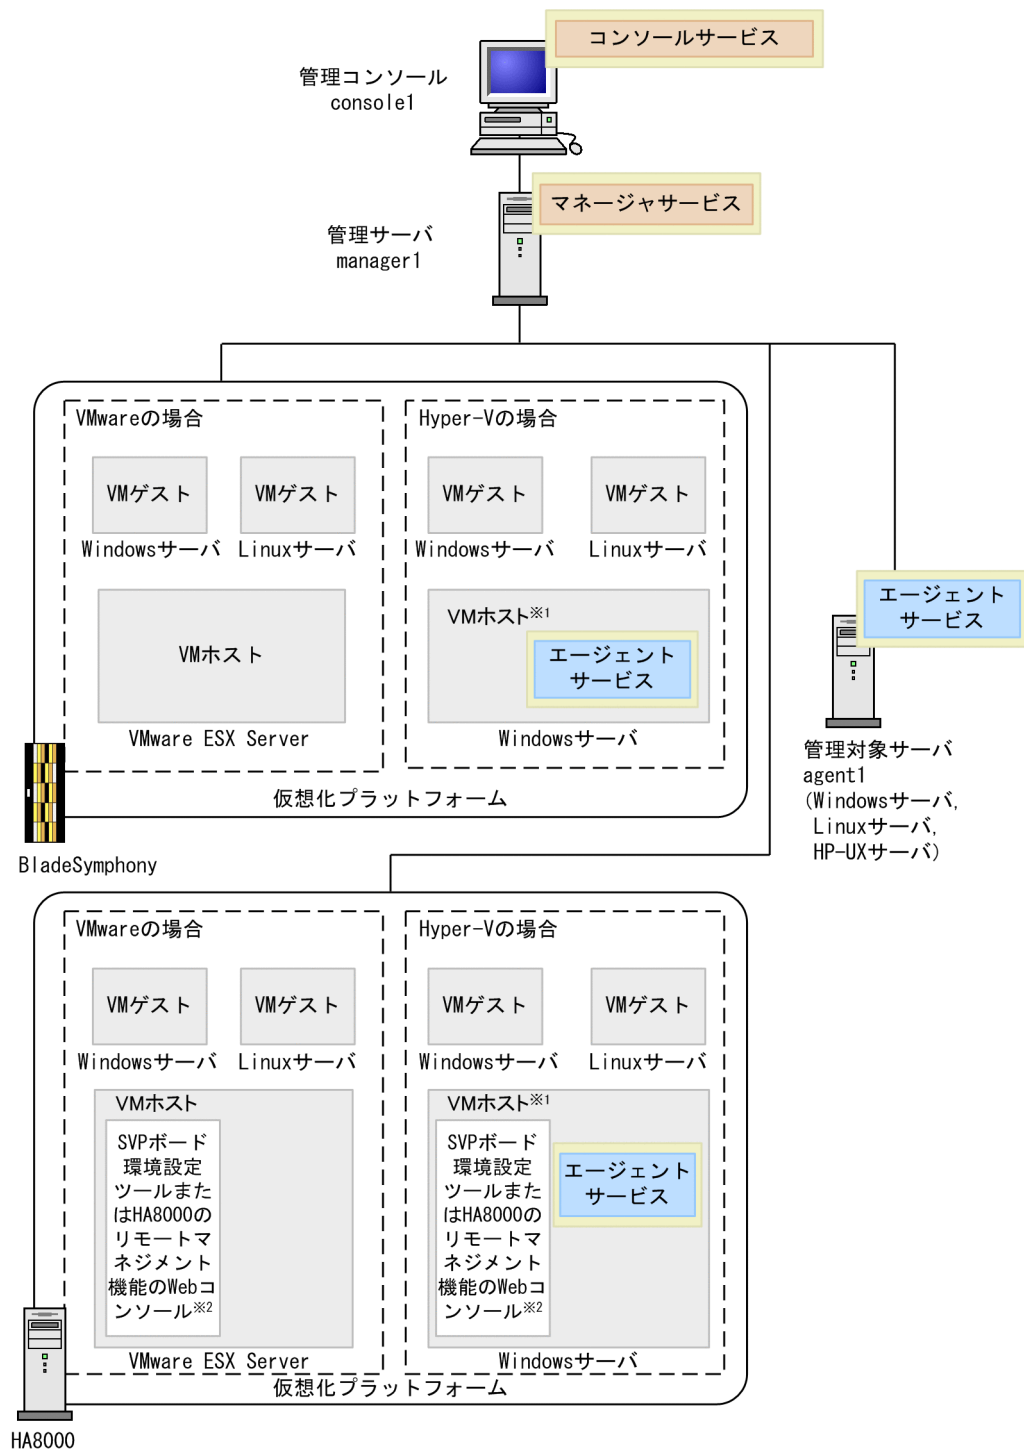 コンソールサービス
管理コンソール
console1
マネージャサービス
管理サーバ
manager1
VMwareの場合
VMゲスト
VMゲスト
Windowsサーバ
Linuxサーバ
VMホスト
VMware ESX Server
Hyper-Vの場合
VMゲスト
VMゲスト
Windowsサーバ
Linuxサーバ
VMホスト※1
エージェント
サービス
Windowsサーバ
仮想化プラットフォーム
BladeSymphony
エージェント
サービス
管理対象サーバ
agent1
(Windowsサーバ,
Linuxサーバ,
HP-UXサーバ)
VMwareの場合
VMゲスト
VMゲスト
Windowsサーバ
Linuxサーバ
VMホスト
SVPボード
環境設定
ツールまた
はHA8000の
リモートマ
ネジメント
機能のWebコ
ンソール※2
VMware ESX Server
Hyper-Vの場合
VMゲスト
VMゲスト
Windowsサーバ
Linuxサーバ
VMホスト※1
SVPボード
環境設定
ツールまた
はHA8000の
リモートマ
ネジメント
機能のWebコ
ンソール※2
エージェント
サービス
Windowsサーバ
仮想化プラットフォーム
HA8000